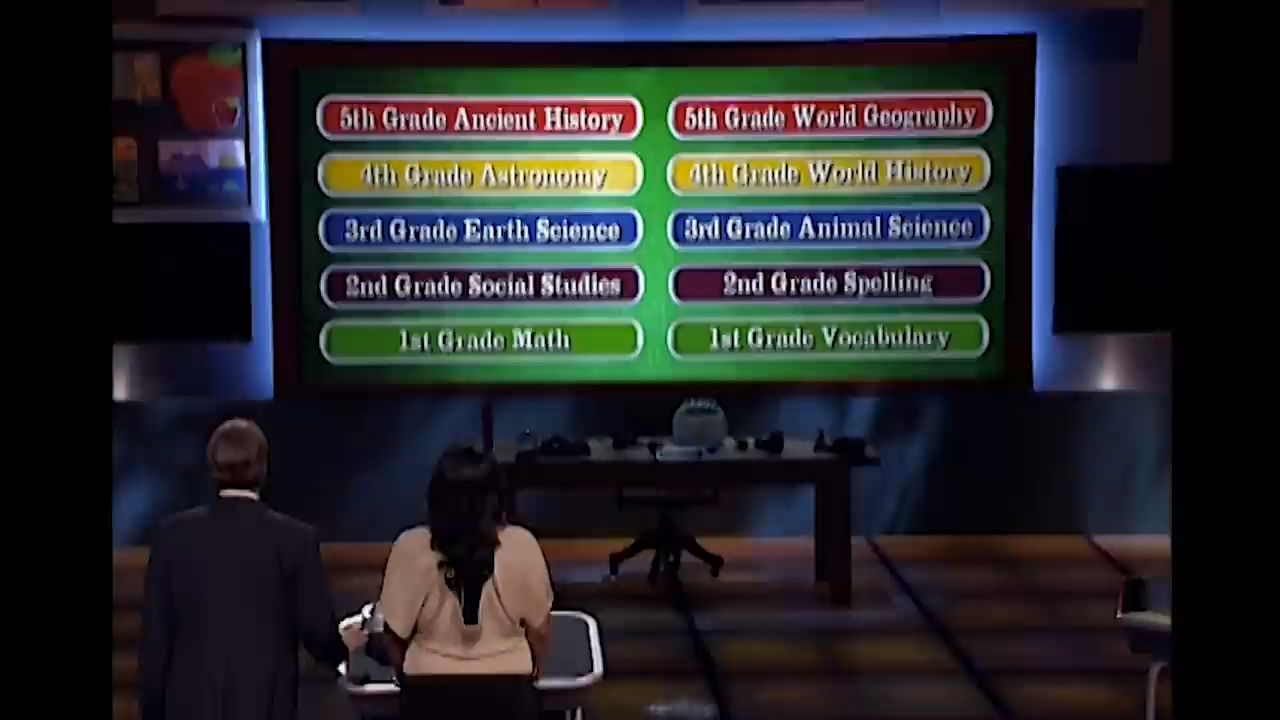 5th Grade Ancient History
5th Grade World Geography
4th Grade Astronomy
4th Grade World History
3rd Grade Earth Science
3rd Grade Animal Science
2nd Grade Social Studies
2nd Grade Spelling
1st Grade Math
1st Grade Vocabulary